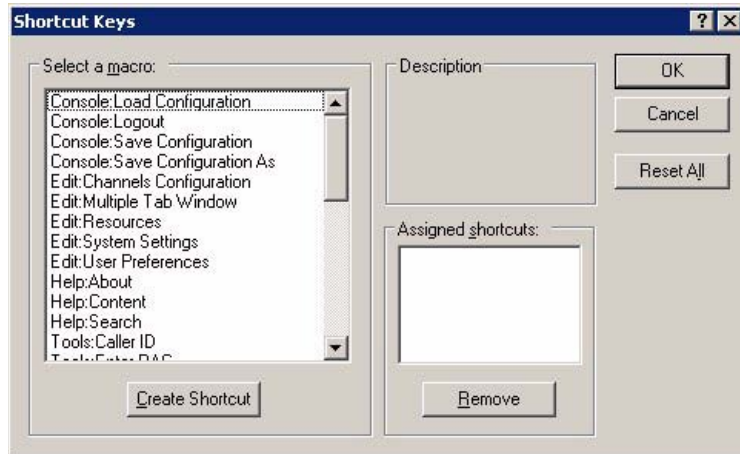 Shortcut Keys
Select a macro:
Console:Load Configuration
Console:Logout
Console:Save Configuration
Console:Save Configuration As
Edit:Channels Configuration
Edit:Multiple Tab Window
Edit:Resources
Edit:System Settings
Edit:User Preferences
Help:About
Help:Content
Help:Search
Tools:Caller ID
Create Shortcut
Description
Assigned shortcuts:
Remove
OK
Cancel
Reset All